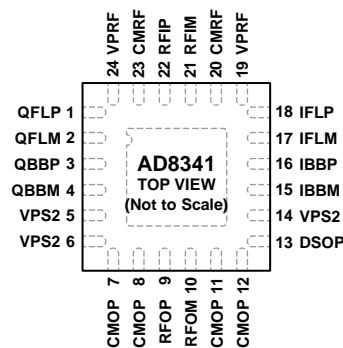 24 VPRF
23 CMRF
22 RFIP
21 RFIM
20 CMRF
19 VPRF
QFLP 1
QFLM 2
QBBP 3
QBBM 4
VPS2 5
VPS2 6
AD8341
TOP VIEW
(Not to Scale)
18 IFLP
17 IFLM
16 IBBP
15 IBBM
14 VPS2
13 DSOP
CMOP 7
CMOP 8
RFOP 9
RFOM 10
CMOP 11
CMOP 12